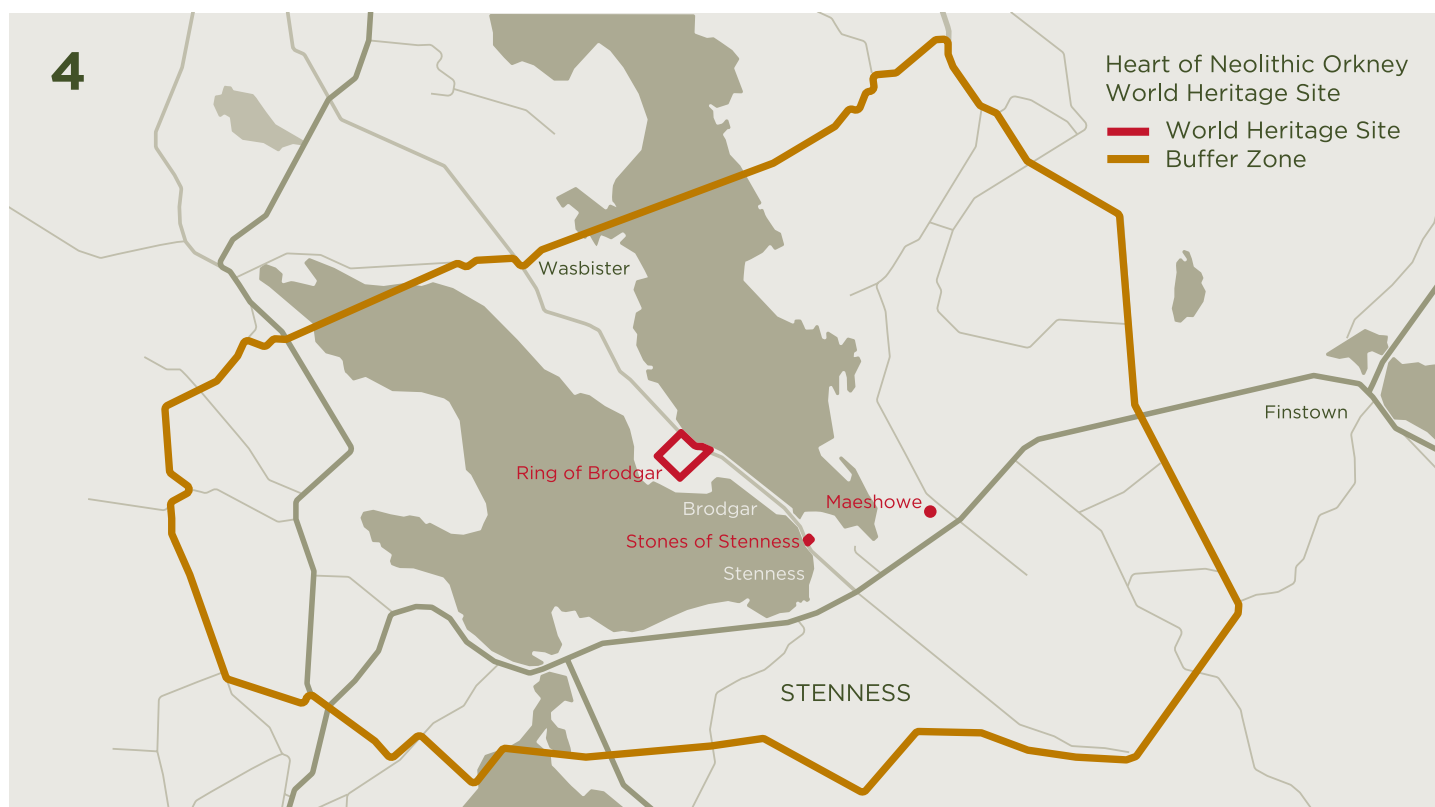 4
Heart of Neolithic Orkney
World Heritage Site
World Heritage Site
Buffer Zone
Wasbister
Finstown
Ring of Brodgar
Maeshowe
Brodgar
Stones of Stenness
Stenness
STENNESS